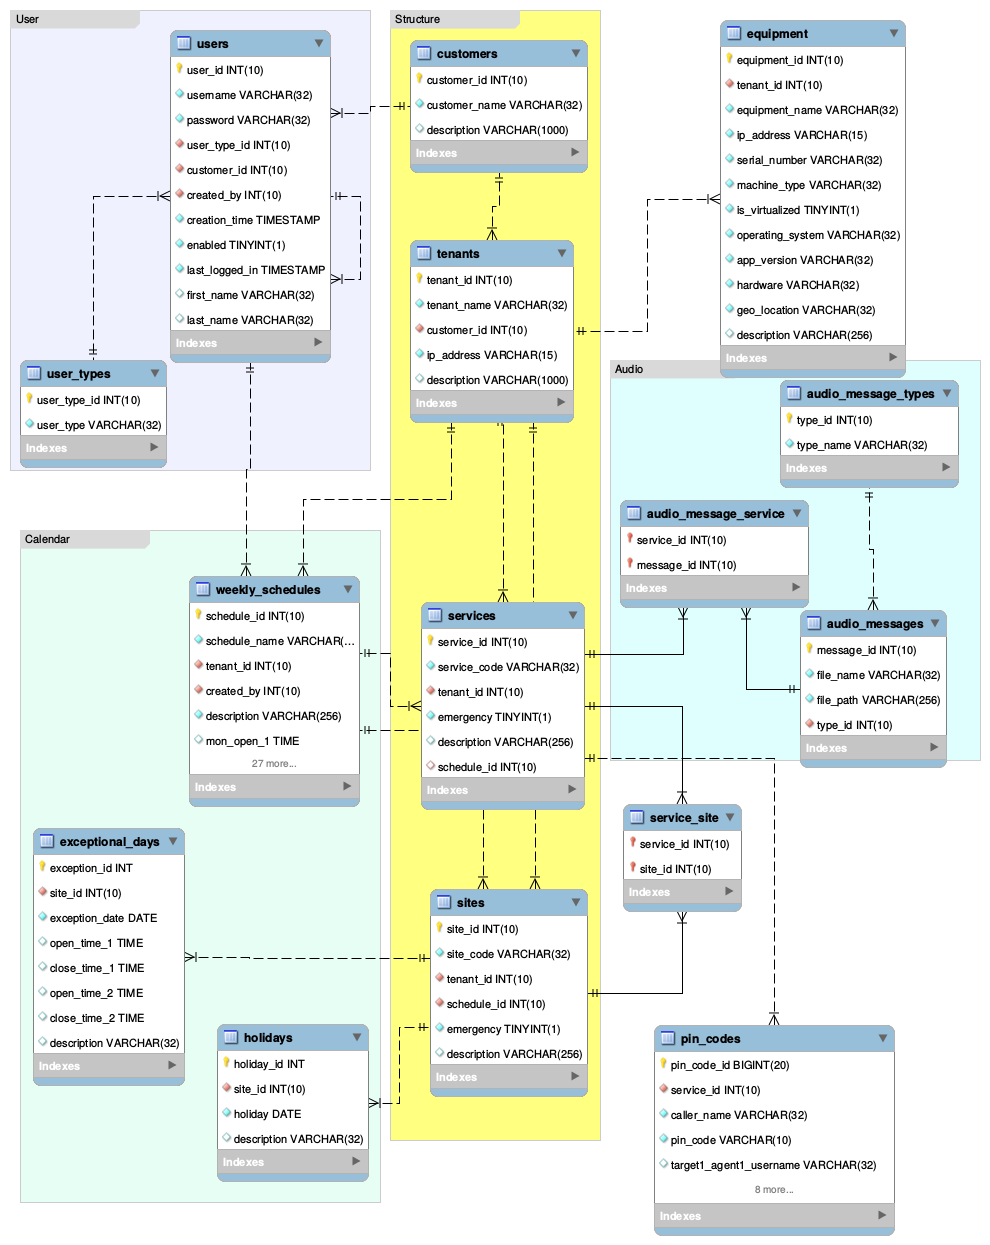 User
users
user_id INT(10)
username VARCHAR(32)
password VARCHAR(32)
user_type_id INT(10)
customer_id INT(10)
created_by INT(10)
creation_time TIMESTAMP
enabled TINYINT(1)
last_logged_in TIMESTAMP
first_name VARCHAR(32)
last_name VARCHAR(32)
Indexes
user_types
user_type_id INT(10)
user_type VARCHAR(32)
Indexes
Structure
customers
customer_id INT(10)
customer_name VARCHAR(32)
description VARCHAR(1000)
Indexes
tenants
tenant_id INT(10)
tenant_name VARCHAR(32)
customer_id INT(10)
ip_address VARCHAR(15)
description VARCHAR(1000)
Indexes
equipment
equipment_id INT(10)
tenant_id INT(10)
equipment_name VARCHAR(32)
ip_address VARCHAR(15)
serial_number VARCHAR(32)
machine_type VARCHAR(32)
is_virtualized TINYINT(1)
operating_system VARCHAR(32)
app_version VARCHAR(32)
hardware VARCHAR(32)
geo_location VARCHAR(32)
description VARCHAR(256)
Indexes
Audio
audio_message_types
type_id INT(10)
type_name VARCHAR(32)
Indexes
audio_message_service
service_id INT(10)
message_id INT(10)
Indexes
audio_messages
message_id INT(10)
file_name VARCHAR(32)
file_path VARCHAR(256)
type_id INT(10)
Indexes
Calendar
weekly_schedules
schedule_id INT(10)
schedule_name VARCHAR(...
tenant_id INT(10)
created_by INT(10)
description VARCHAR(256)
mon_open_1 TIME
27 more...
Indexes
services
service_id INT(10)
service_code VARCHAR(32)
tenant_id INT(10)
emergency TINYINT(1)
description VARCHAR(256)
schedule_id INT(10)
Indexes
service_site
service_id INT(10)
site_id INT(10)
Indexes
exceptional_days
exception_id INT
site_id INT(10)
exception_date DATE
open_time_1 TIME
close_time_1 TIME
open_time_2 TIME
close_time_2 TIME
description VARCHAR(32)
Indexes
sites
site_id INT(10)
site_code VARCHAR(32)
tenant_id INT(10)
schedule_id INT(10)
emergency TINYINT(1)
description VARCHAR(256)
Indexes
holidays
holiday_id INT
site_id INT(10)
holiday DATE
description VARCHAR(32)
Indexes
pin_codes
pin_code_id BIGINT(20)
service_id INT(10)
caller_name VARCHAR(32)
pin_code VARCHAR(10)
target1_agent1_username VARCHAR(32)
8 more...
Indexes